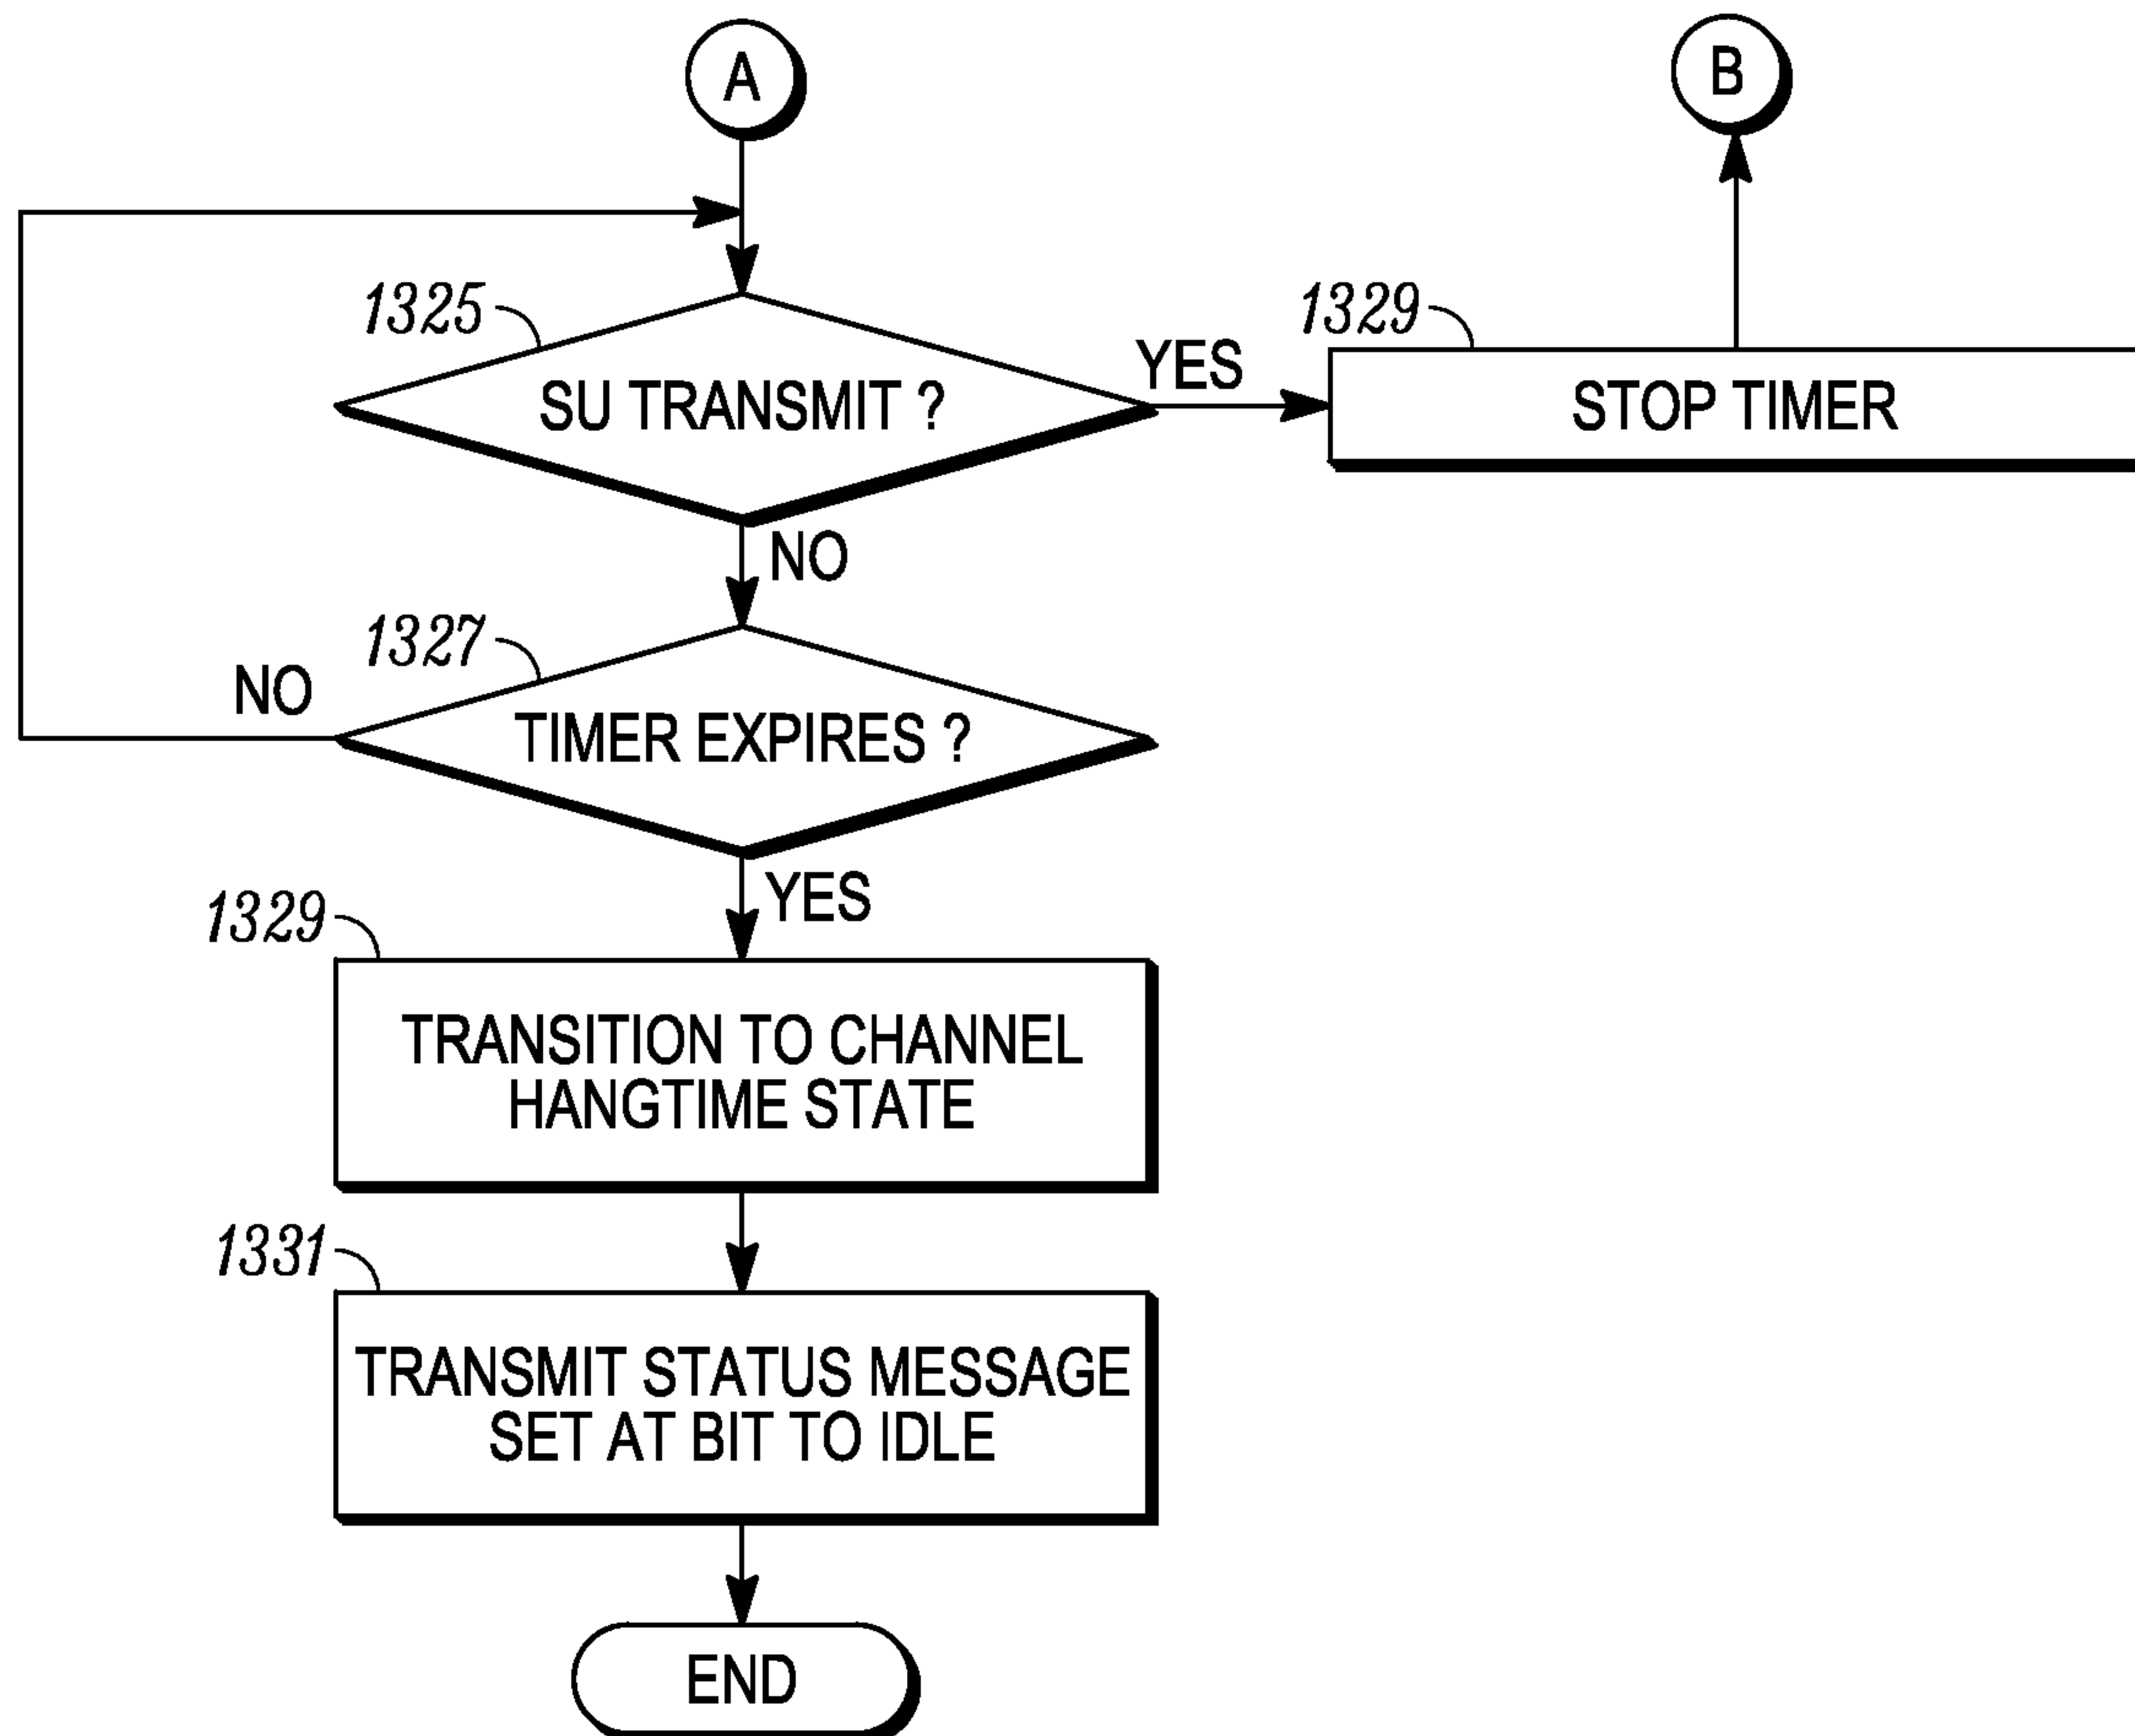 A
B
1325
SU TRANSMIT ?
YES
1329
STOP TIMER
NO
1327
NO
TIMER EXPIRES ?
YES
1329
TRANSITION TO CHANNEL
HANGTIME STATE
1331
TRANSMIT STATUS MESSAGE
SET AT BIT TO IDLE
END